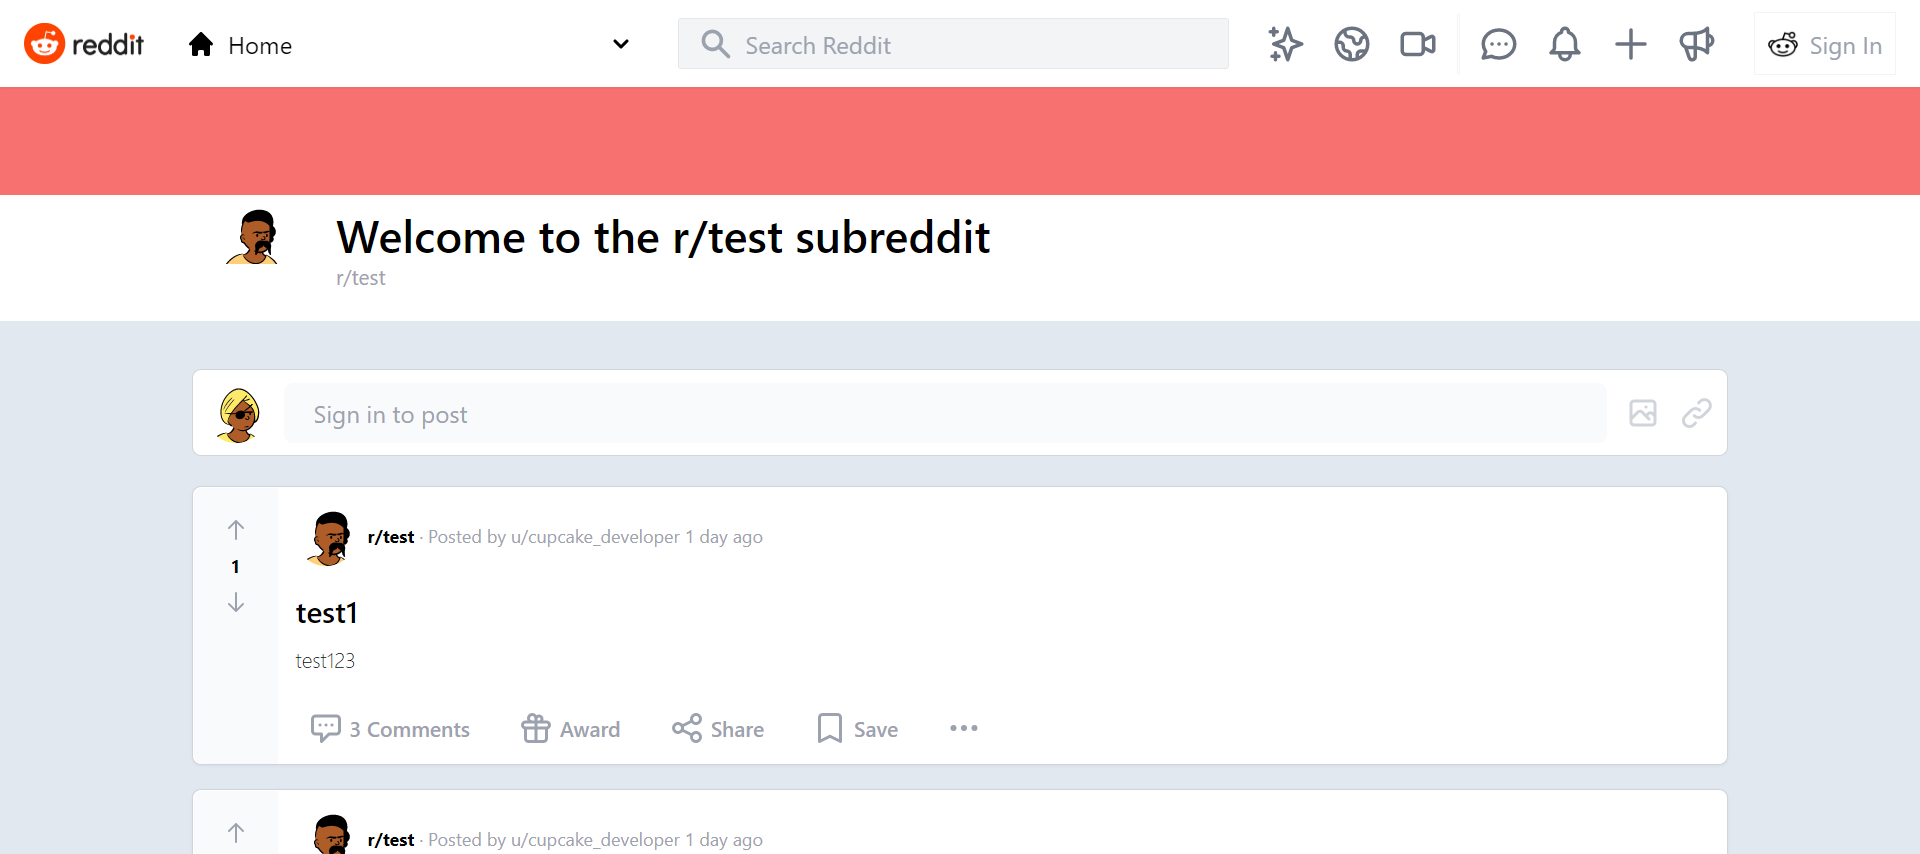 reddit
Home
Search Reddit
Sign In
Welcome to the r/test subreddit
r/test
Sign in to post
1
r/test · Posted by u/cupcake_developer 1 day ago
test1
test123
3 Comments
Award
Share
Save
r/test · Posted by u/cupcake_developer 1 day ago